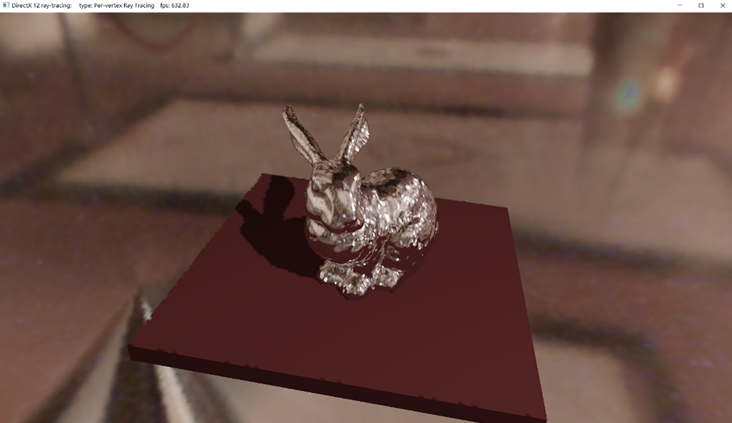 DirectX 12 ray-tracing: type: Per-vertex Ray Tracing fps: 632.83